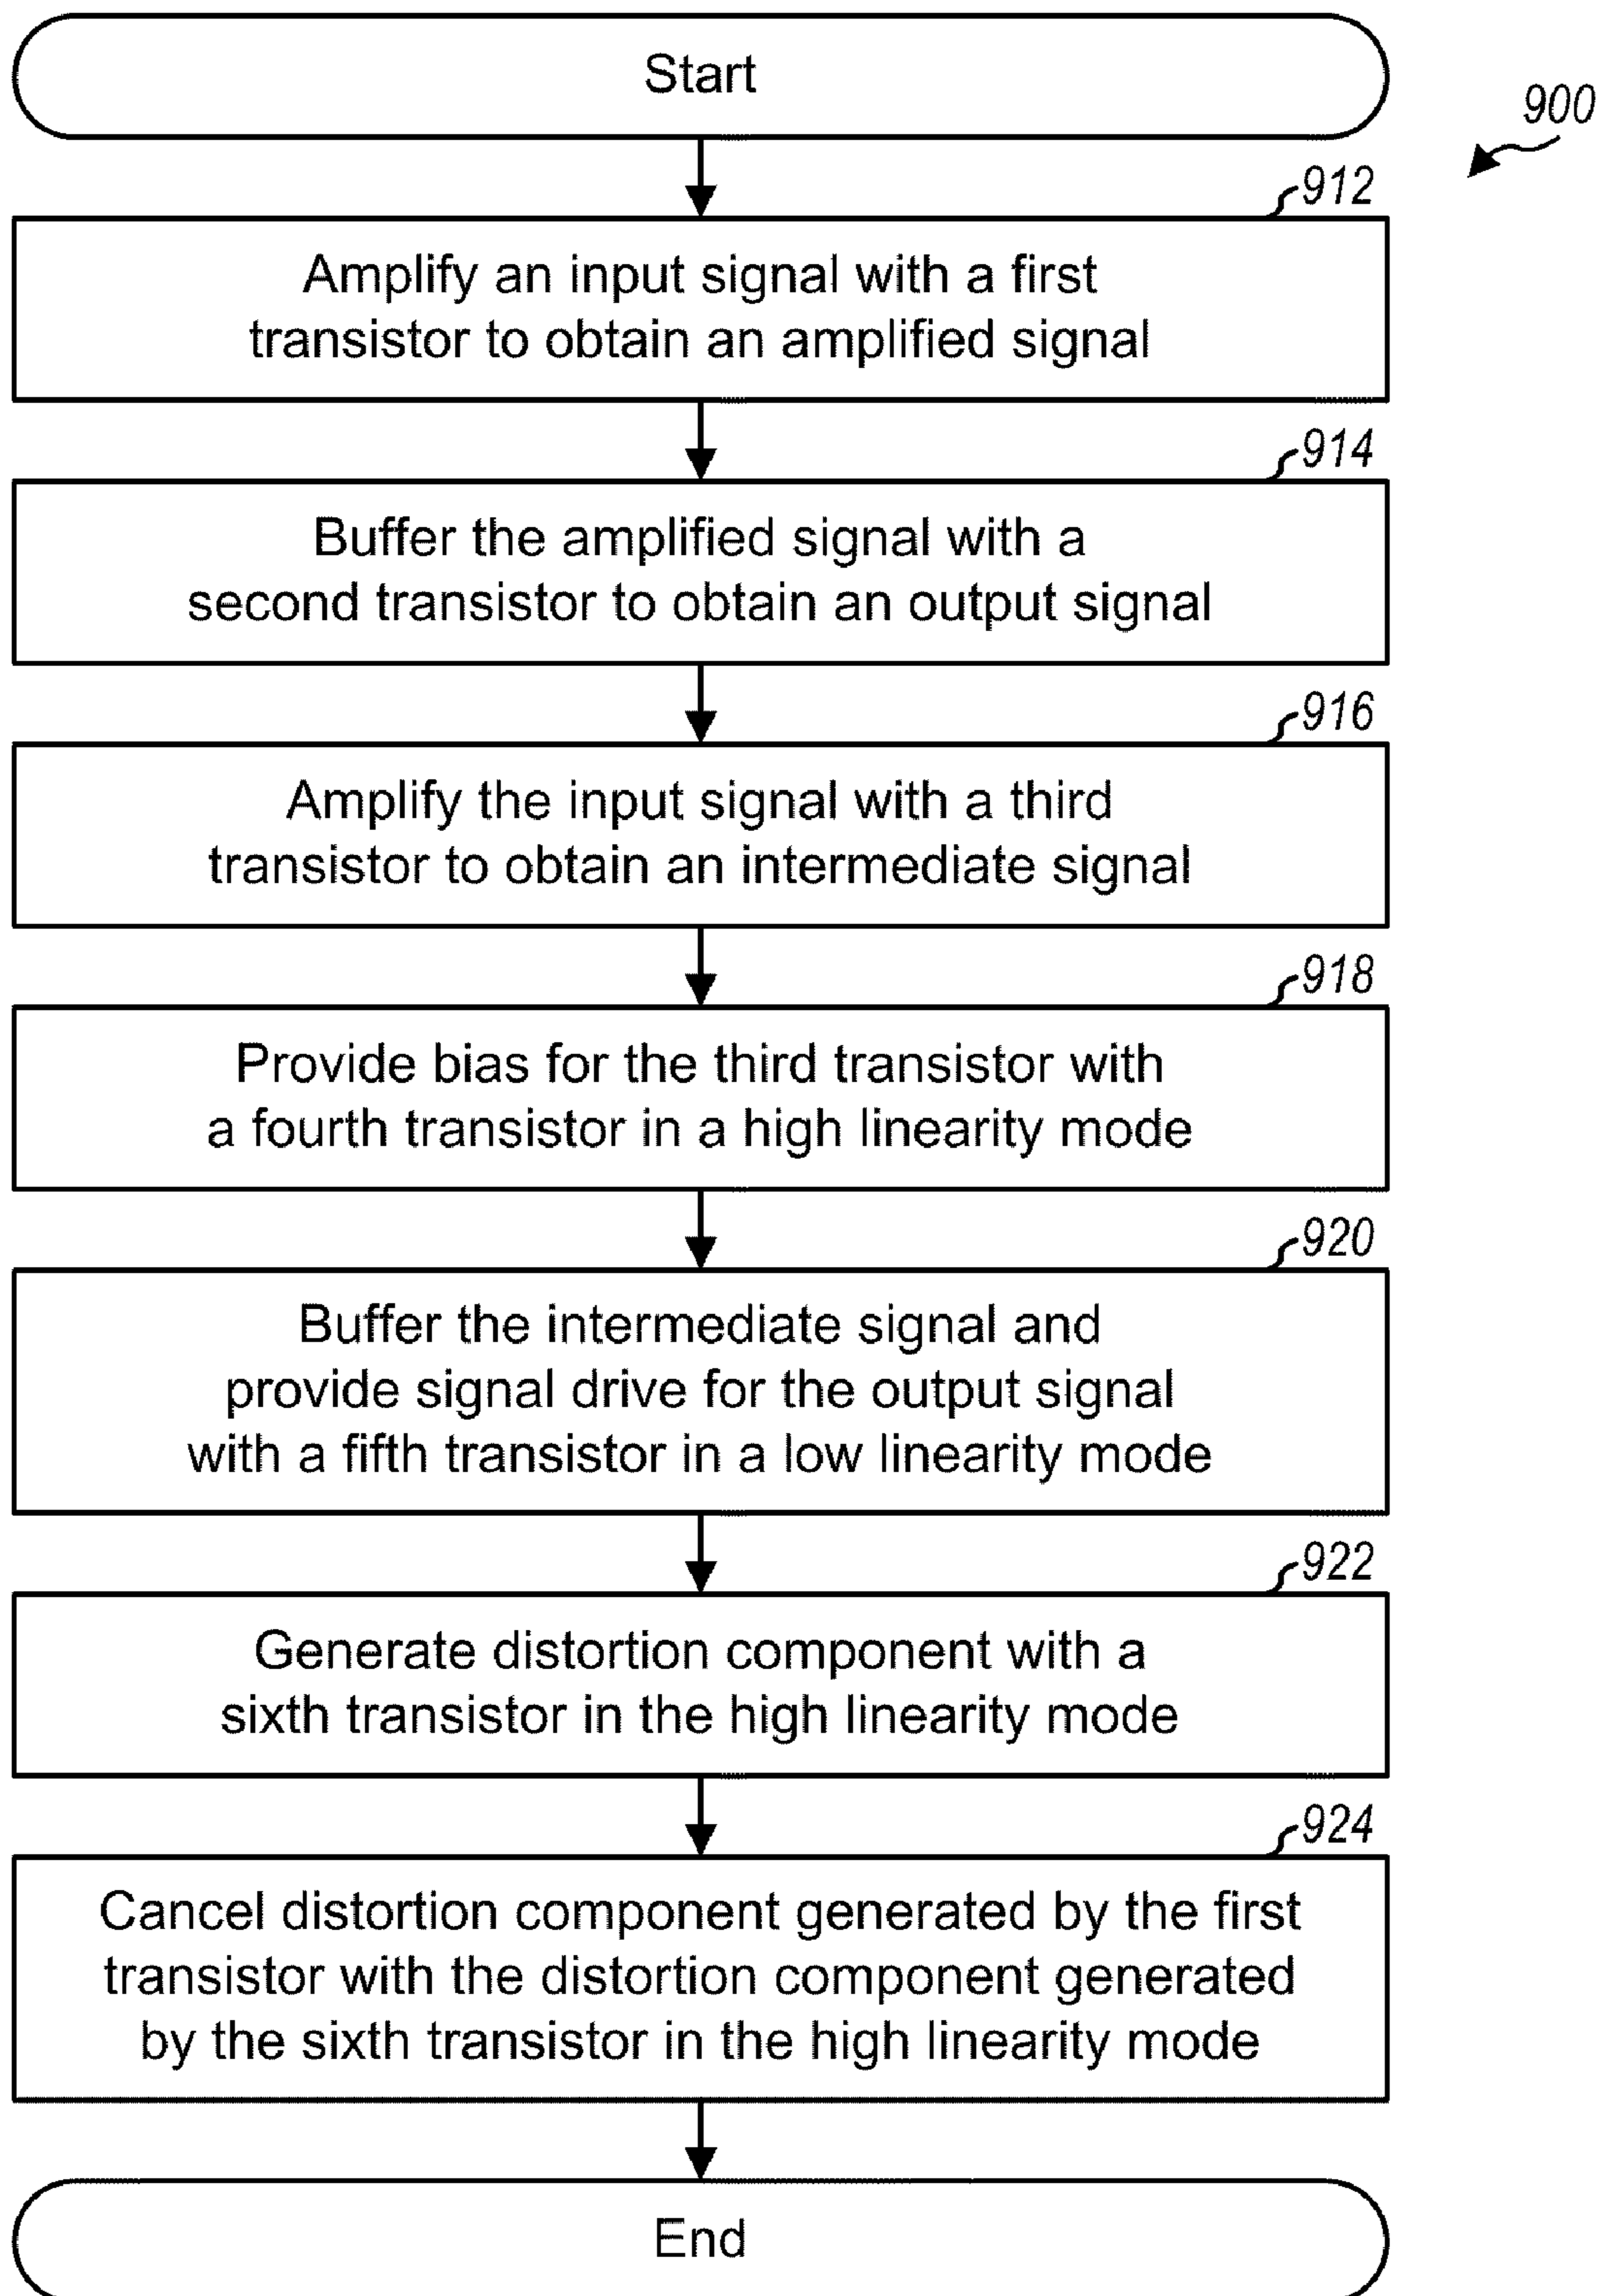 Start
900
912
Amplify an input signal with a first
transistor to obtain an amplified signal
914
Buffer the amplified signal with a
second transistor to obtain an output signal
916
Amplify the input signal with a third
transistor to obtain an intermediate signal
918
Provide bias for the third transistor with
a fourth transistor in a high linearity mode
920
Buffer the intermediate signal and
provide signal drive for the output signal
with a fifth transistor in a low linearity mode
922
Generate distortion component with a
sixth transistor in the high linearity mode
924
Cancel distortion component generated by the first
transistor with the distortion component generated
by the sixth transistor in the high linearity mode
End